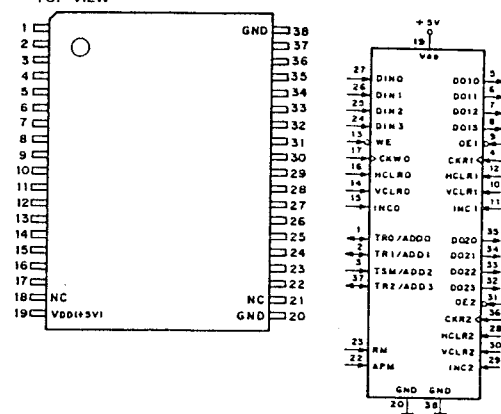 TOP VIEW
1 GND 38
2 37
3 36
4 35
5 34
6 33
7 32
8 31
9 30
10 29
11 28
12 27
13 26
14 25
15 24
16 23
17 22
18 NC NC 21
19 VDD(+5V) GND 20
+5V
19
VDD
27 DIN0 DO10 5
26 DIN1 DO11 6
25 DIN2 DO12 7
24 DIN3 DO13 8
13 WE OE1 9
17 CKW0 CKR1 4
16 HCLR0 HCLR1 12
14 VCLR0 VCLR1 10
15 INC0 INC1 11
1 TR0/ADD0 DO20 35
2 TR1/ADD1 DO21 34
3 TSM/ADD2 DO22 33
37 TR2/ADD3 DO23 32
OE2 31
CKR2 36
HCLR2 28
23 RM VCLR2 30
22 APM INC2 29
GND GND
20 38